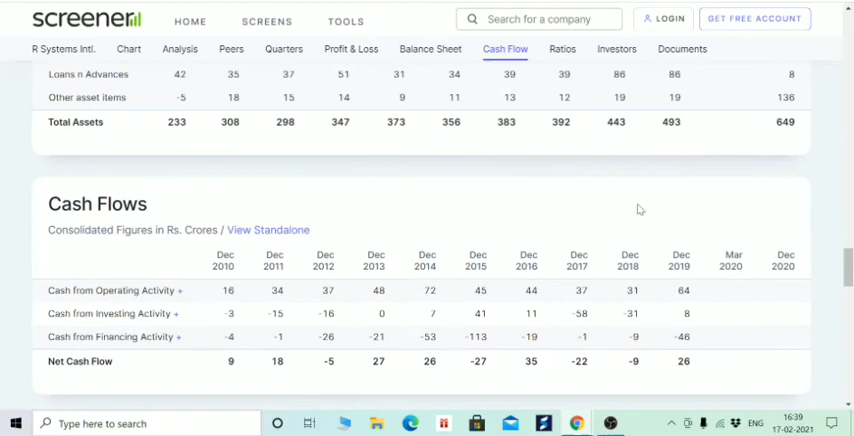 screener
HOME SCREENS TOOLS
Search for a company
LOGIN
GET FREE ACCOUNT
R Systems Intl. Chart Analysis Peers Quarters Profit & Loss Balance Sheet Cash Flow Ratios Investors Documents
Loans n Advances 42 35 37 51 31 34 39 39 86 86 8
Other asset items -5 18 15 14 9 11 13 12 19 19 136
Total Assets 233 308 298 347 373 356 383 392 443 493 649
Cash Flows
Consolidated Figures in Rs. Crores / View Standalone
Dec Dec Dec Dec Dec Dec Dec Dec Dec Dec Mar Dec
2010 2011 2012 2013 2014 2015 2016 2017 2018 2019 2020 2020
Cash from Operating Activity + 16 34 37 48 72 45 44 37 31 64
Cash from Investing Activity + -3 -15 -16 0 7 41 11 -58 -31 8
Cash from Financing Activity + -4 -1 -26 -21 -53 -113 -19 -1 -9 -46
Net Cash Flow 9 18 -5 27 26 -27 35 -22 -9 26
Type here to search
ENG
16:39
17-02-2021